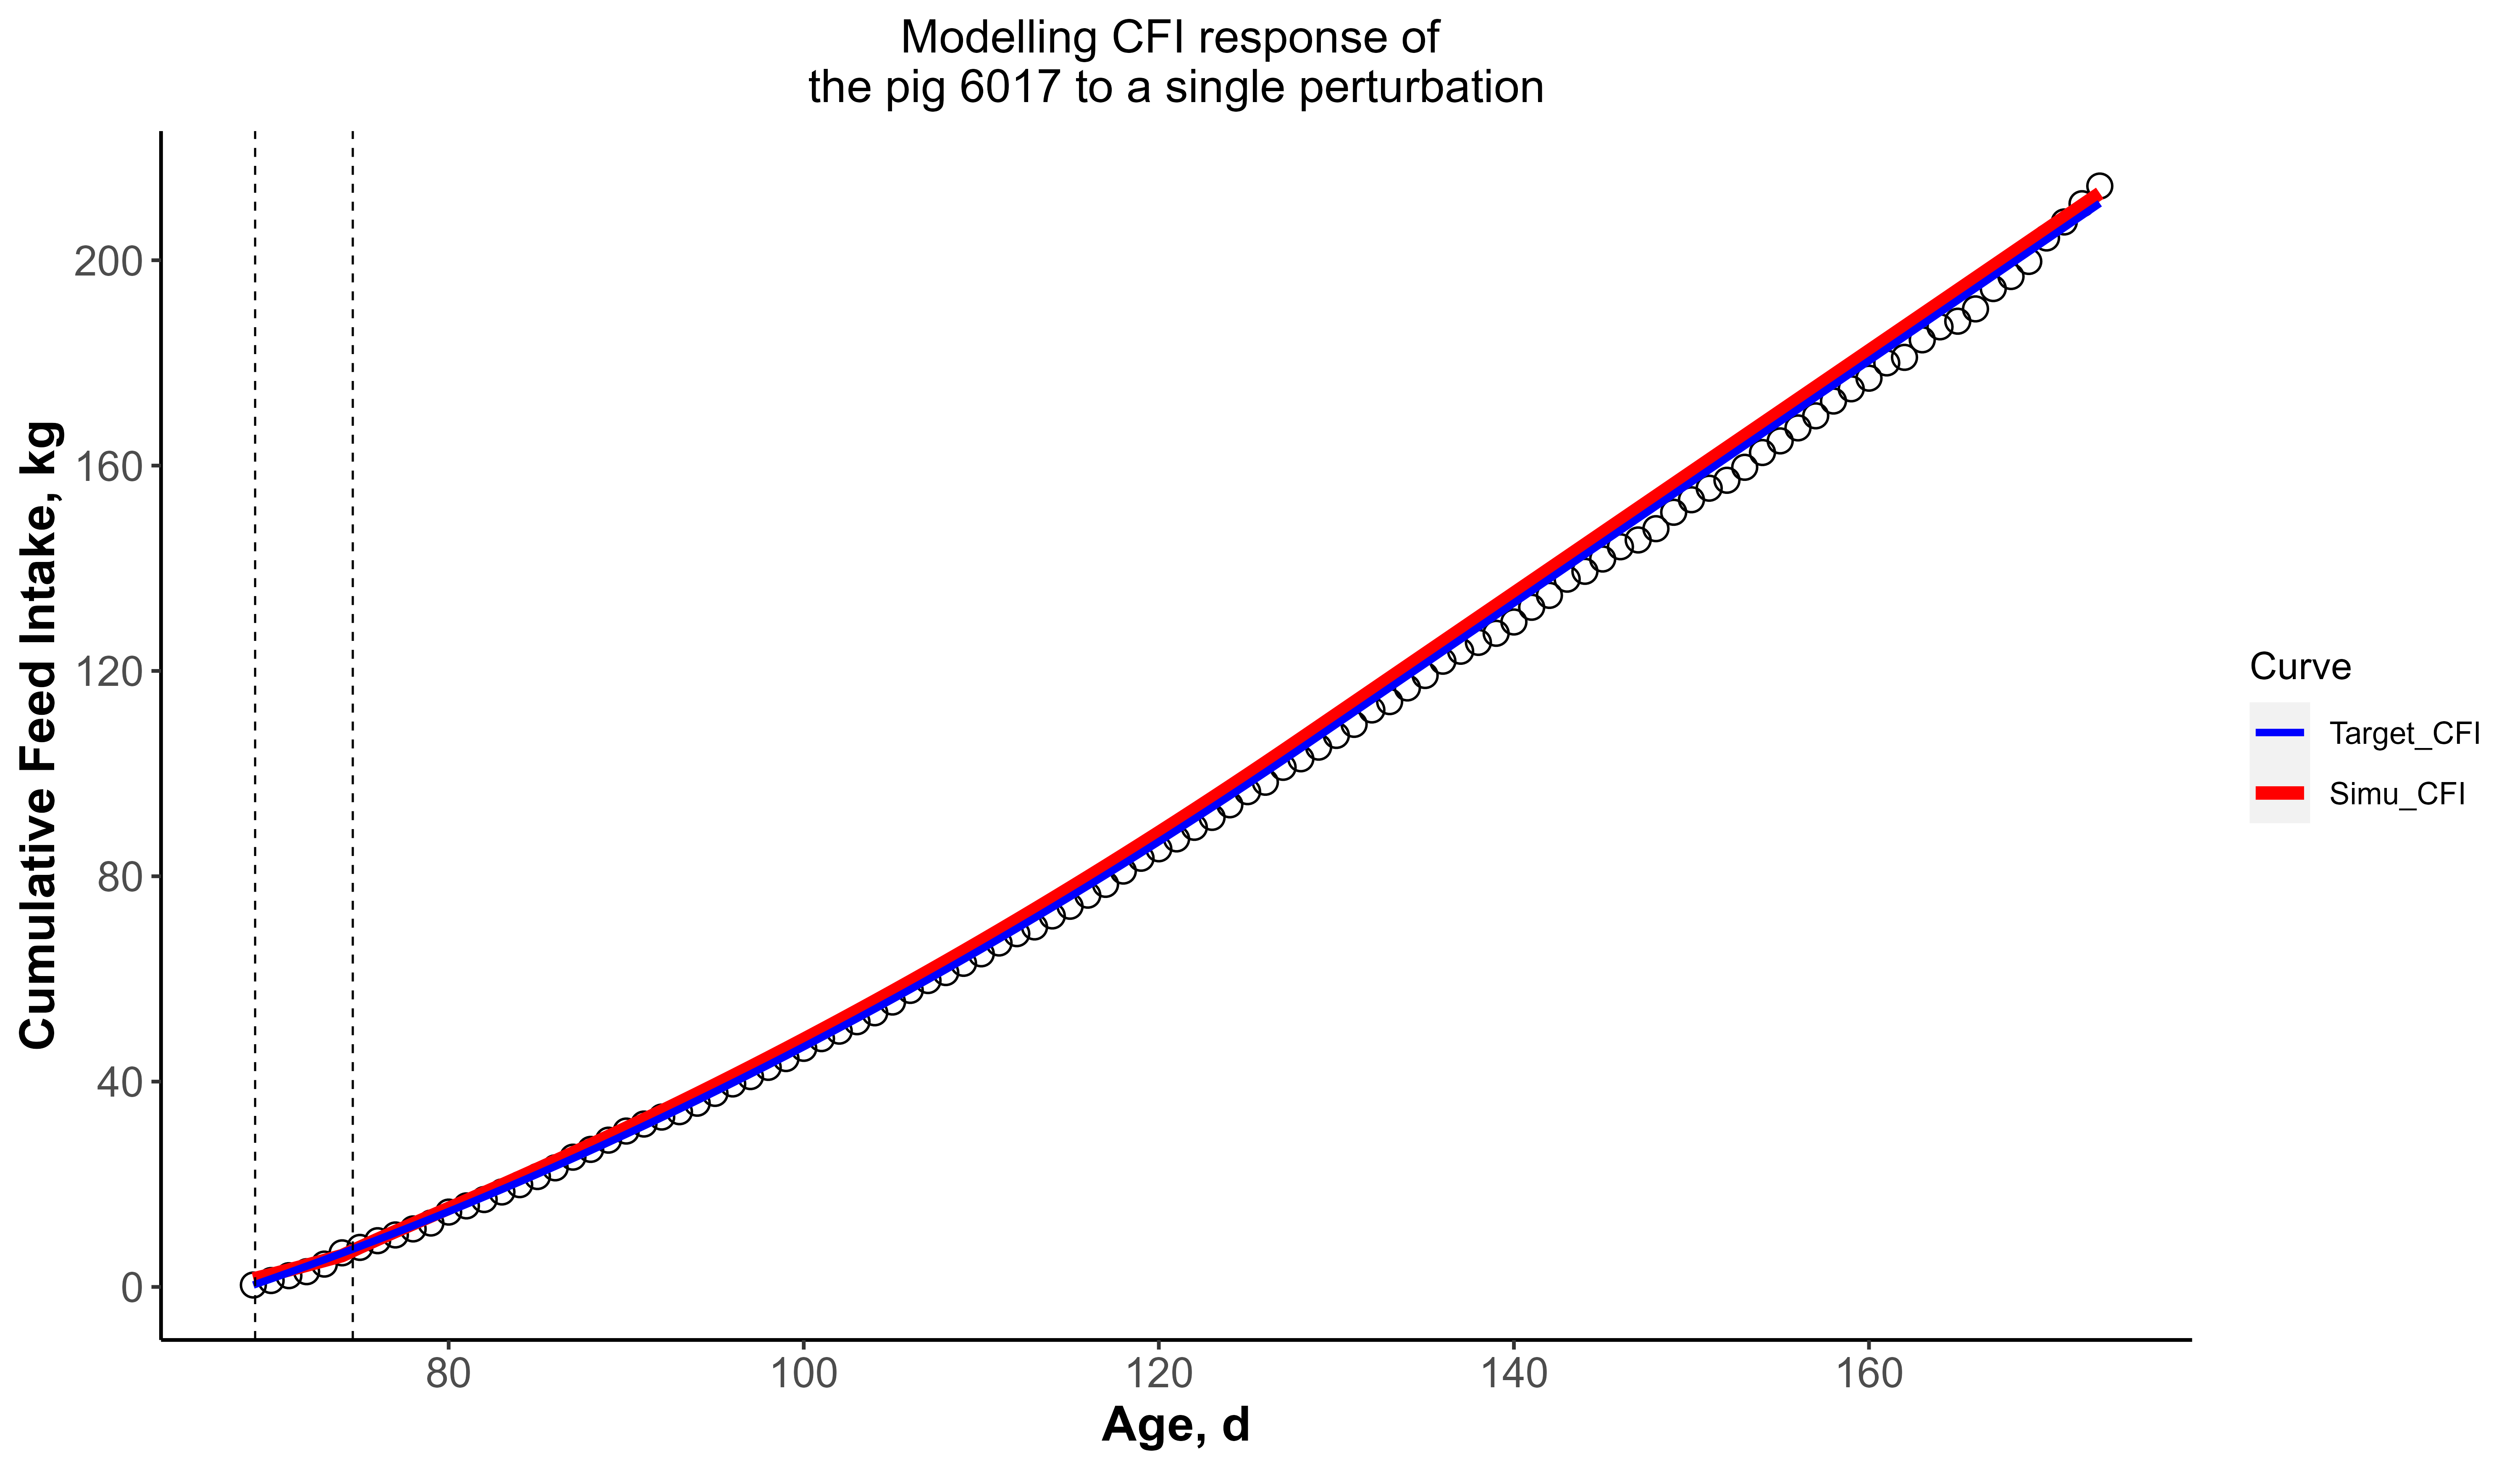 Modelling CFI response of
the pig 6017 to a single perturbation
Cumulative Feed Intake, kg
200
160
120
80
40
0
80
100
120
140
160
Age, d
Curve
Target_CFI
Simu_CFI